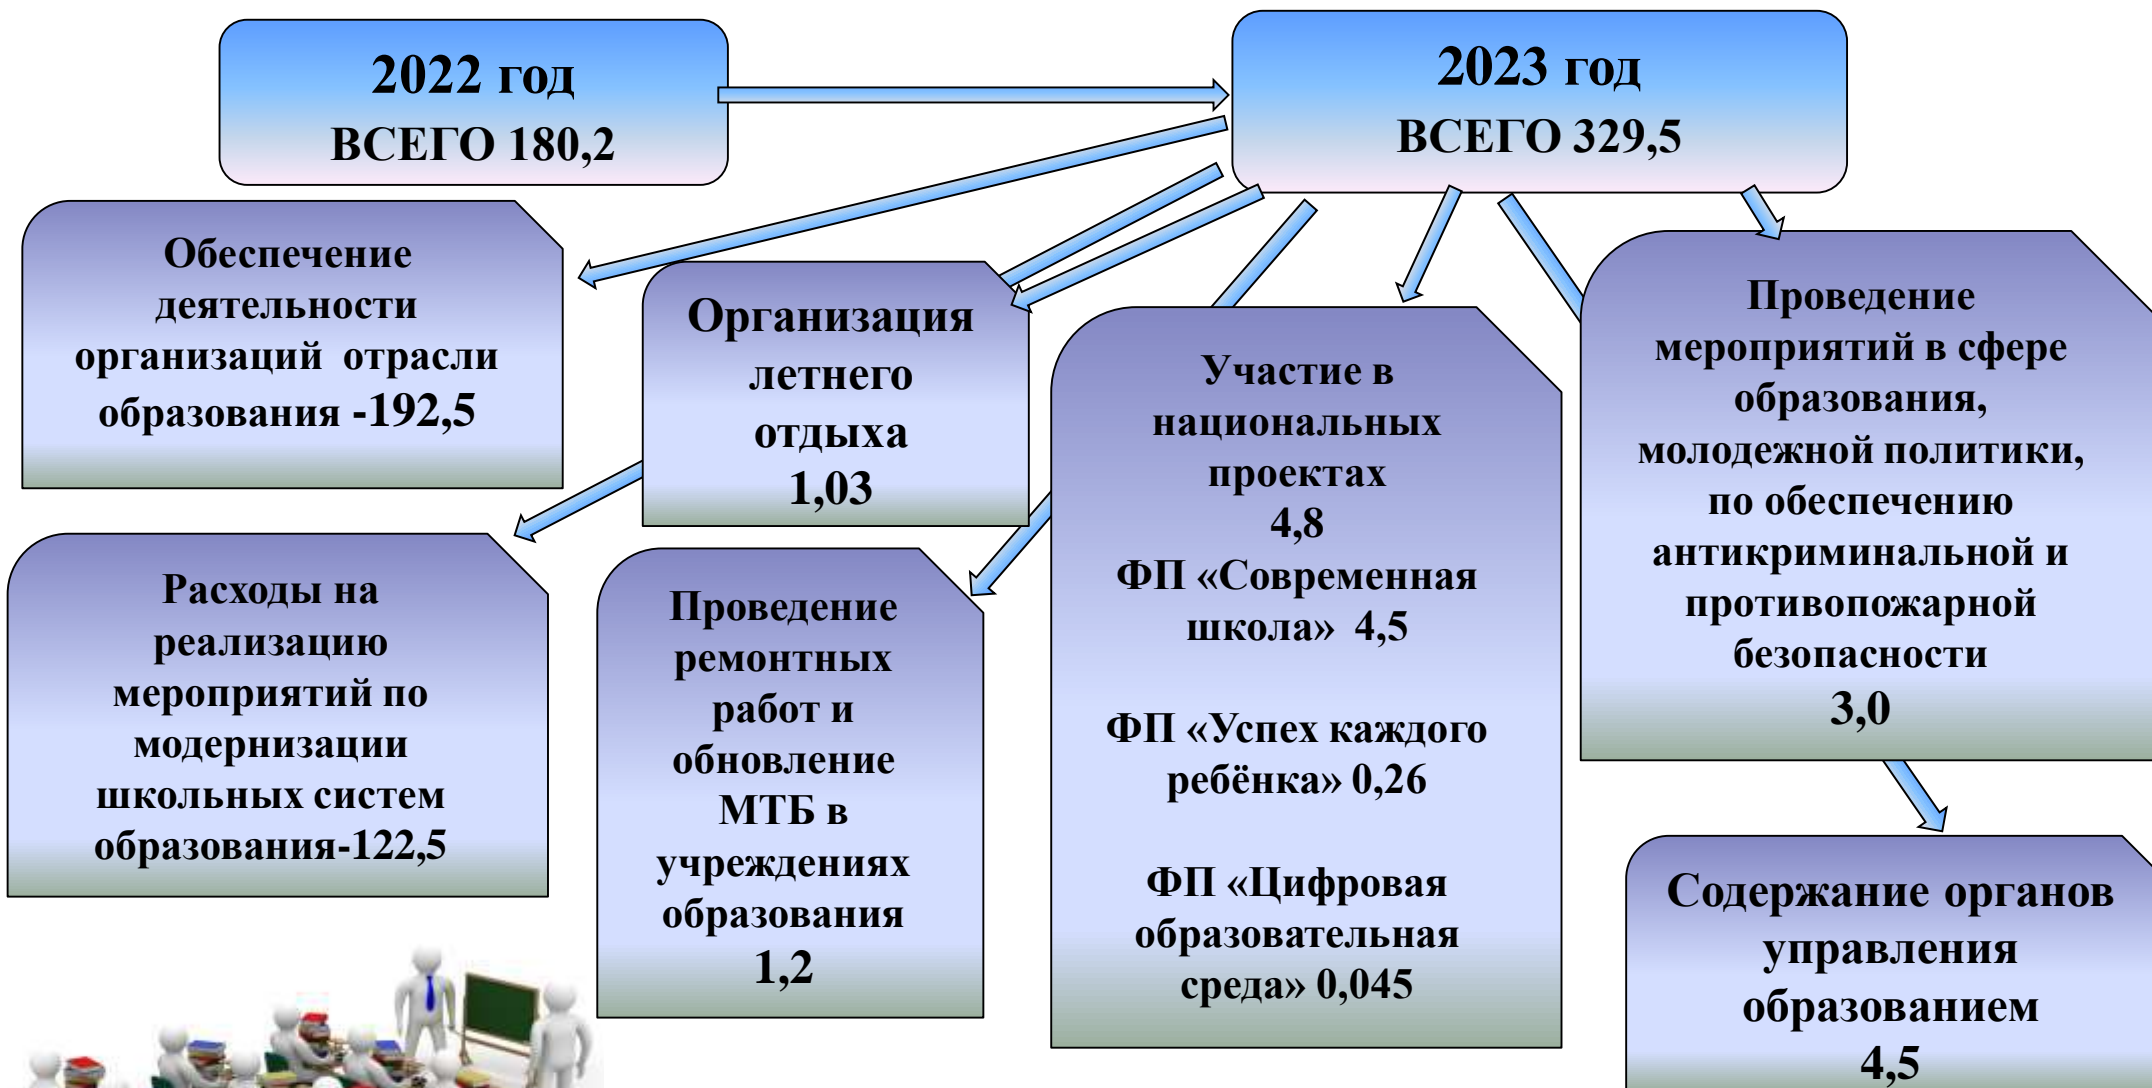 2022 год
ВСЕГО 180,2
2023 год
ВСЕГО 329,5
Обеспечение
деятельности
организаций отрасли
образования -192,5
Организация
летнего
отдыха
1,03
Участие в
национальных
проектах
4,8
ФП «Современная
школа» 4,5
ФП «Успех каждого
ребёнка» 0,26
ФП «Цифровая
образовательная
среда» 0,045
Проведение
мероприятий в сфере
образования,
молодежной политики,
по обеспечению
антикриминальной и
противопожарной
безопасности
3,0
Расходы на
реализацию
мероприятий по
модернизации
школьных систем
образования-122,5
Проведение
ремонтных
работ и
обновление
МТБ в
учреждениях
образования
1,2
Содержание органов
управления
образованием
4,5